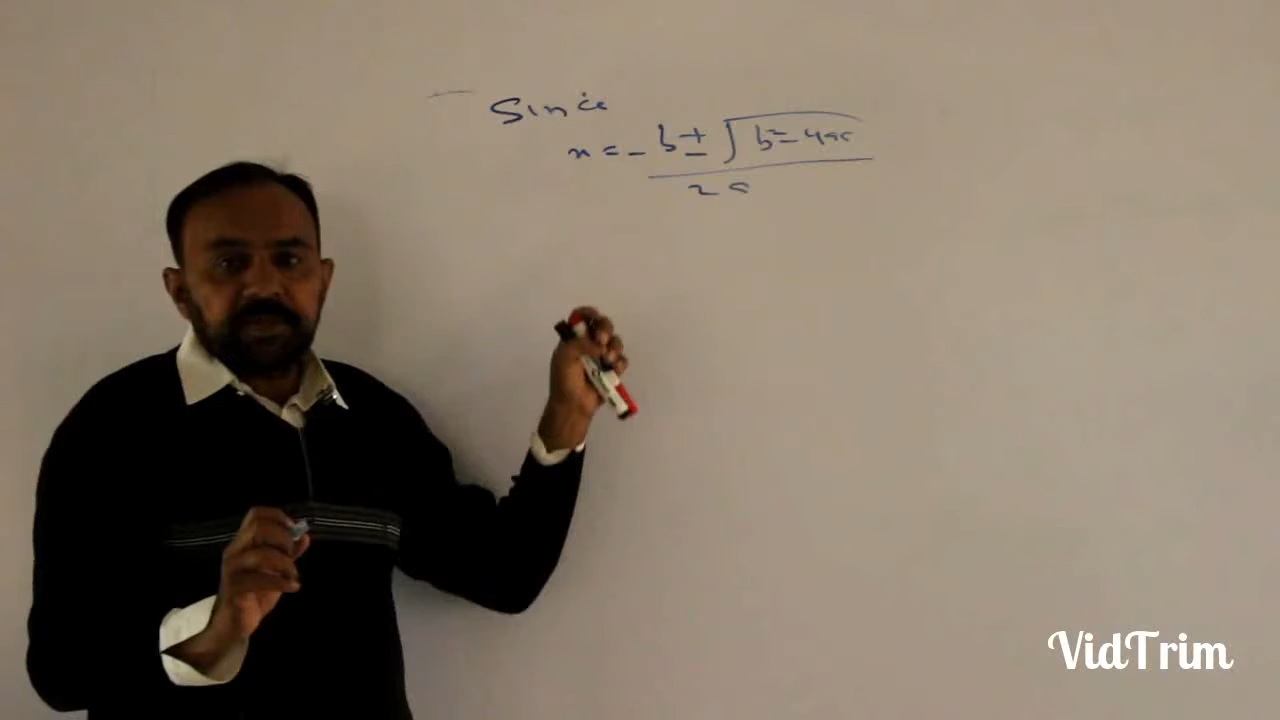 Since
x = -b ± √b²-4ac
2a
VidTrim